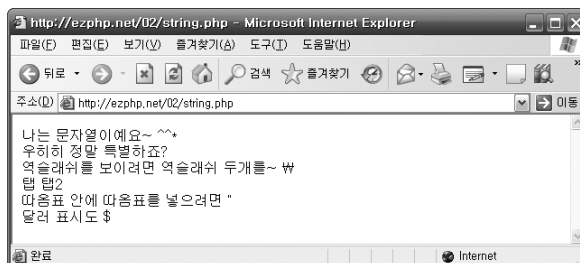 http://ezphp.net/02/string.php - Microsoft Internet Explorer
파일(F) 편집(E) 보기(V) 즐겨찾기(A) 도구(T) 도움말(H)
뒤로 검색 즐겨찾기
주소(D) http://ezphp.net/02/string.php 이동
나는 문자열이예요~ ^^*
우히히 정말 특별하죠?
역슬래쉬를 보이려면 역슬래쉬 두개를~ ₩
탭 탭2
따옴표 안에 따옴표를 넣으려면 "
달러 표시도 $
완료 Internet